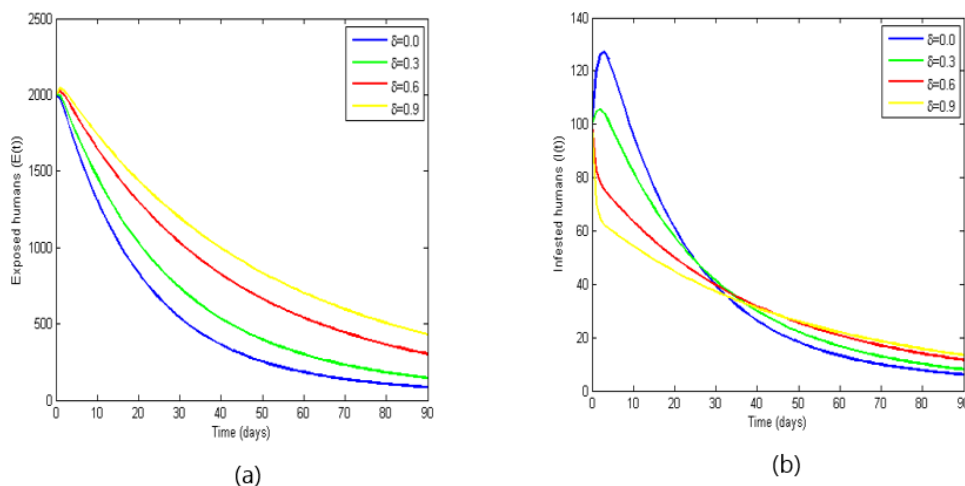 2500
2000
1500
1000
500
0
0 10 20 30 40 50 60 70 80 90
Exposed humans (E(t))
Time (days)
δ=0.0
δ=0.3
δ=0.6
δ=0.9
(a)
140
120
100
80
60
40
20
0
0 10 20 30 40 50 60 70 80 90
Infested humans (I(t))
Time (days)
δ=0.0
δ=0.3
δ=0.6
δ=0.9
(b)